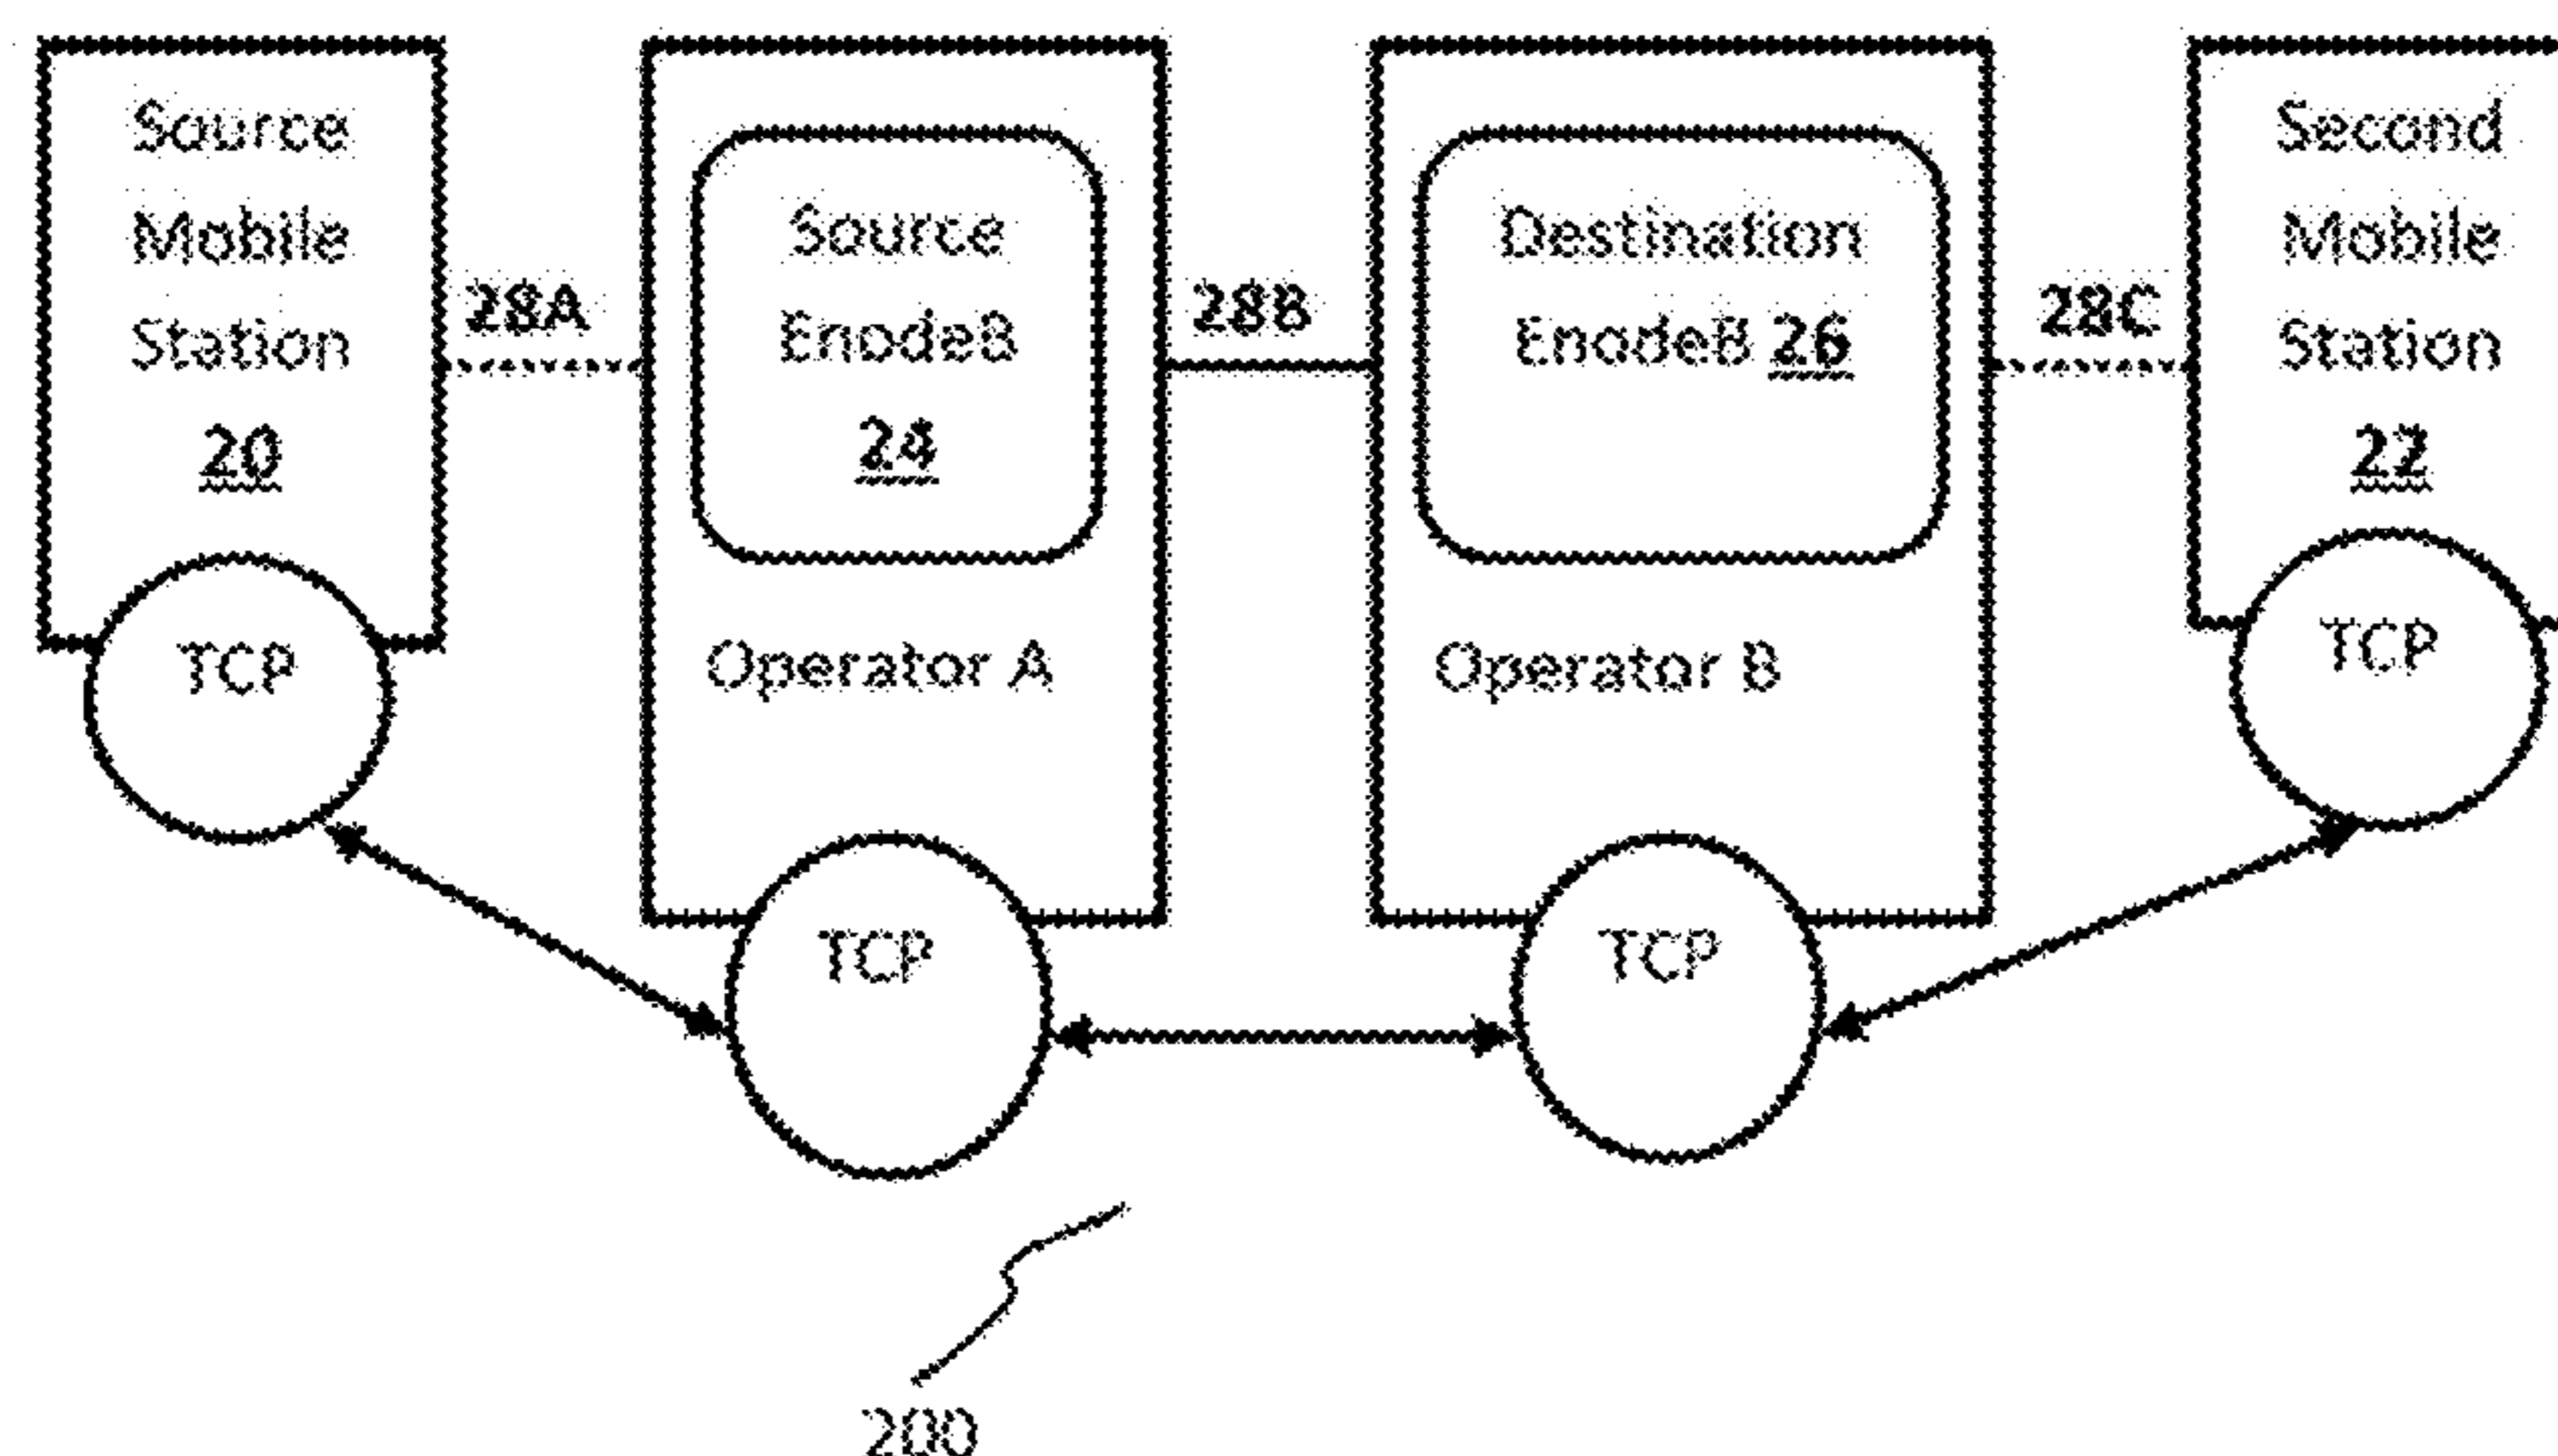 Source
Mobile
Station
20
TCP
28A
Source
EnodeB
24
Operator A
TCP
28B
Destination
EnodeB 26
Operator B
TCP
28C
Second
Mobile
Station
22
TCP
200